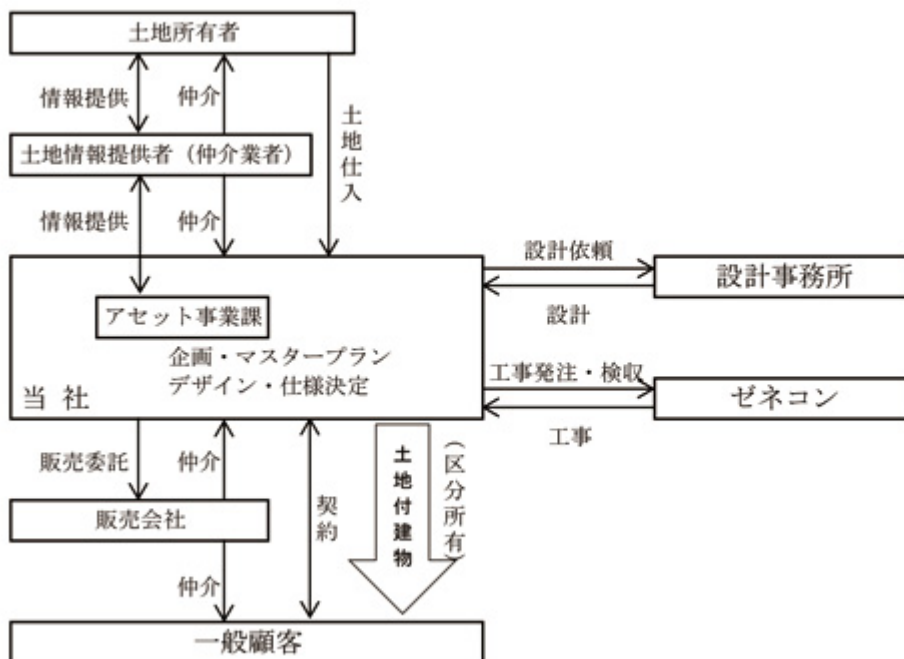 土地所有者
情報提供
仲介
土地仕入
土地情報提供者（仲介業者）
情報提供
仲介
設計依頼
設計事務所
設計
アセット事業課
企画・マスタープラン
デザイン・仕様決定
当 社
工事発注・検収
ゼネコン
工事
販売委託
仲介
契約
土地付建物
（区分所有）
販売会社
仲介
一般顧客